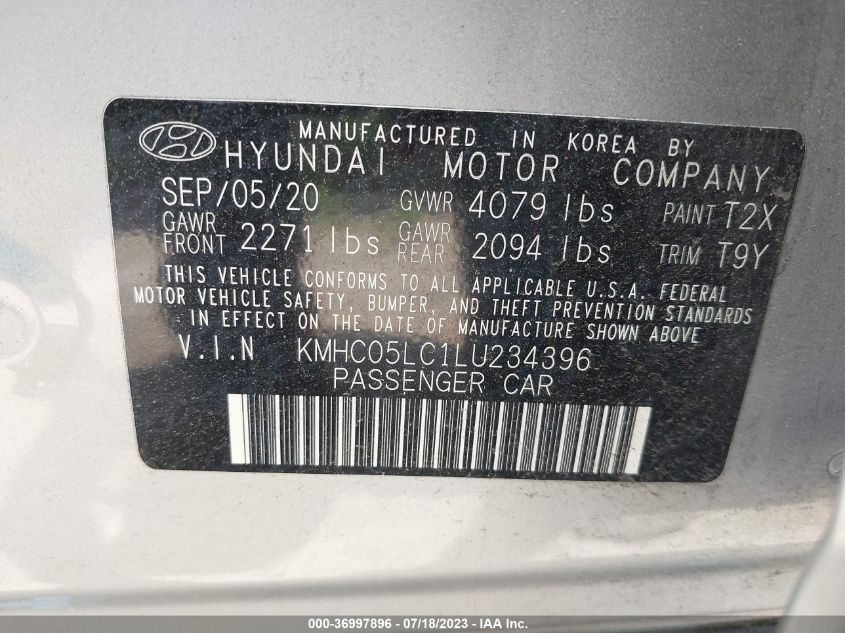 MANUFACTURED IN KOREA BY
HYUNDAI MOTOR COMPANY
SEP/05/20 GVWR 4079 lbs PAINT T2X
GAWR FRONT 2271 lbs GAWR REAR 2094 lbs TRIM T9Y
THIS VEHICLE CONFORMS TO ALL APPLICABLE U.S.A. FEDERAL
MOTOR VEHICLE SAFETY, BUMPER, AND THEFT PREVENTION STANDARDS
IN EFFECT ON THE DATE OF MANUFACTURE SHOWN ABOVE
V.I.N KMHC05LC1LU234396
PASSENGER CAR
000-36997896 - 07/18/2023 - IAA Inc.